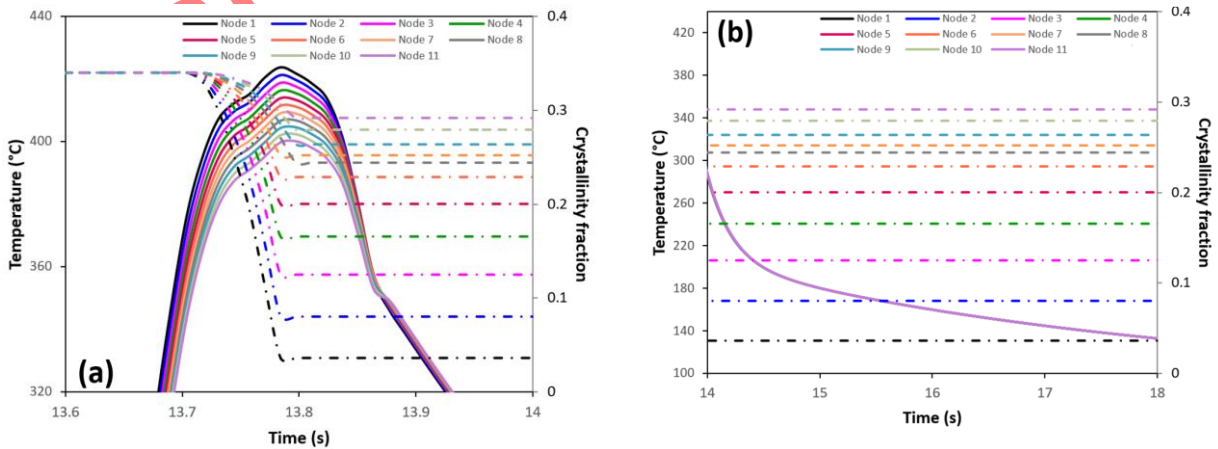 Node 1 Node 2 Node 3 Node 4
Node 5 Node 6 Node 7 Node 8
Node 9 Node 10 Node 11
0.4
0.3
0.2
0.1
0
Crystallinity fraction
440
400
360
320
Temperature (°C)
(a)
13.6 13.7 13.8 13.9 14
Time (s)
(b)
Node 1 Node 2 Node 3 Node 4
Node 5 Node 6 Node 7 Node 8
Node 9 Node 10 Node 11
0.4
0.3
0.2
0.1
0
Crystallinity fraction
420
380
340
300
260
220
180
140
100
Temperature (°C)
14 15 16 17 18
Time (s)